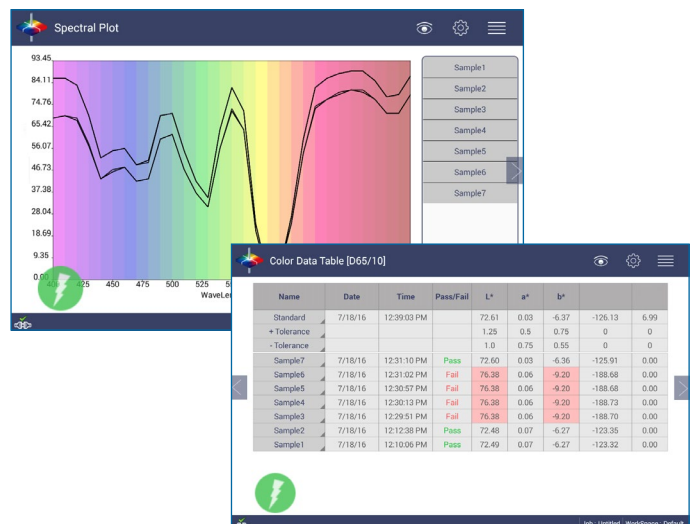 Spectral Plot
93.45
84.11
74.76
65.42
56.07
46.73
37.38
28.04
18.69
9.35
0.00
425 450 475 500 525
Sample1
Sample2
Sample3
Sample4
Sample5
Sample6
Sample7
Color Data Table [D65/10]
Name Date Time Pass/Fail L* a* b*
Standard 7/18/16 12:39:03 PM 72.61 0.03 -6.37 -126.13 6.99
+ Tolerance 1.25 0.5 0.75 0 0
- Tolerance 1.0 0.75 0.55 0 0
Sample7 7/18/16 12:31:10 PM Pass 72.60 0.03 -6.36 -125.91 0.00
Sample6 7/18/16 12:31:02 PM Fail 76.38 0.06 -9.20 -188.68 0.00
Sample5 7/18/16 12:30:57 PM Fail 76.38 0.06 -9.20 -188.68 0.00
Sample4 7/18/16 12:30:13 PM Fail 76.38 0.06 -9.20 -188.73 0.00
Sample3 7/18/16 12:29:51 PM Fail 76.38 0.06 -9.20 -188.70 0.00
Sample2 7/18/16 12:12:38 PM Pass 72.48 0.07 -6.27 -123.35 0.00
Sample1 7/18/16 12:10:06 PM Pass 72.49 0.07 -6.27 -123.32 0.00
Job : Untitled WorkSpace : Default